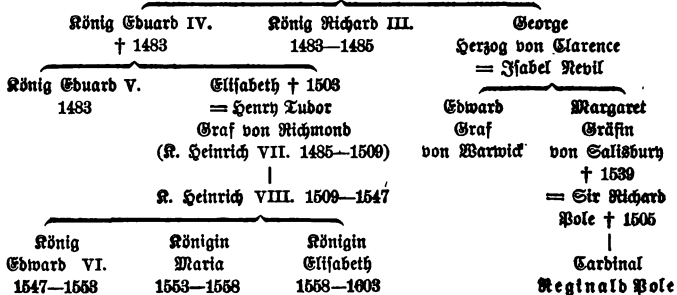 König Eduard IV. König Richard III. George
† 1483 1483—1485 Herzog von Clarence
= Isabel Nevil
König Eduard V. Elisabeth † 1503 Edward Margaret
1483 = Henry Tudor Graf Gräfin
Graf von Richmond von Warwick von Salisbury
(K. Heinrich VII. 1485—1509) † 1539
K. Heinrich VIII. 1509—1547 = Sir Richard
Pole † 1505
König Königin Königin
Edward VI. Maria Elisabeth Cardinal
1547—1553 1553—1558 1558—1603 Reginald Pole